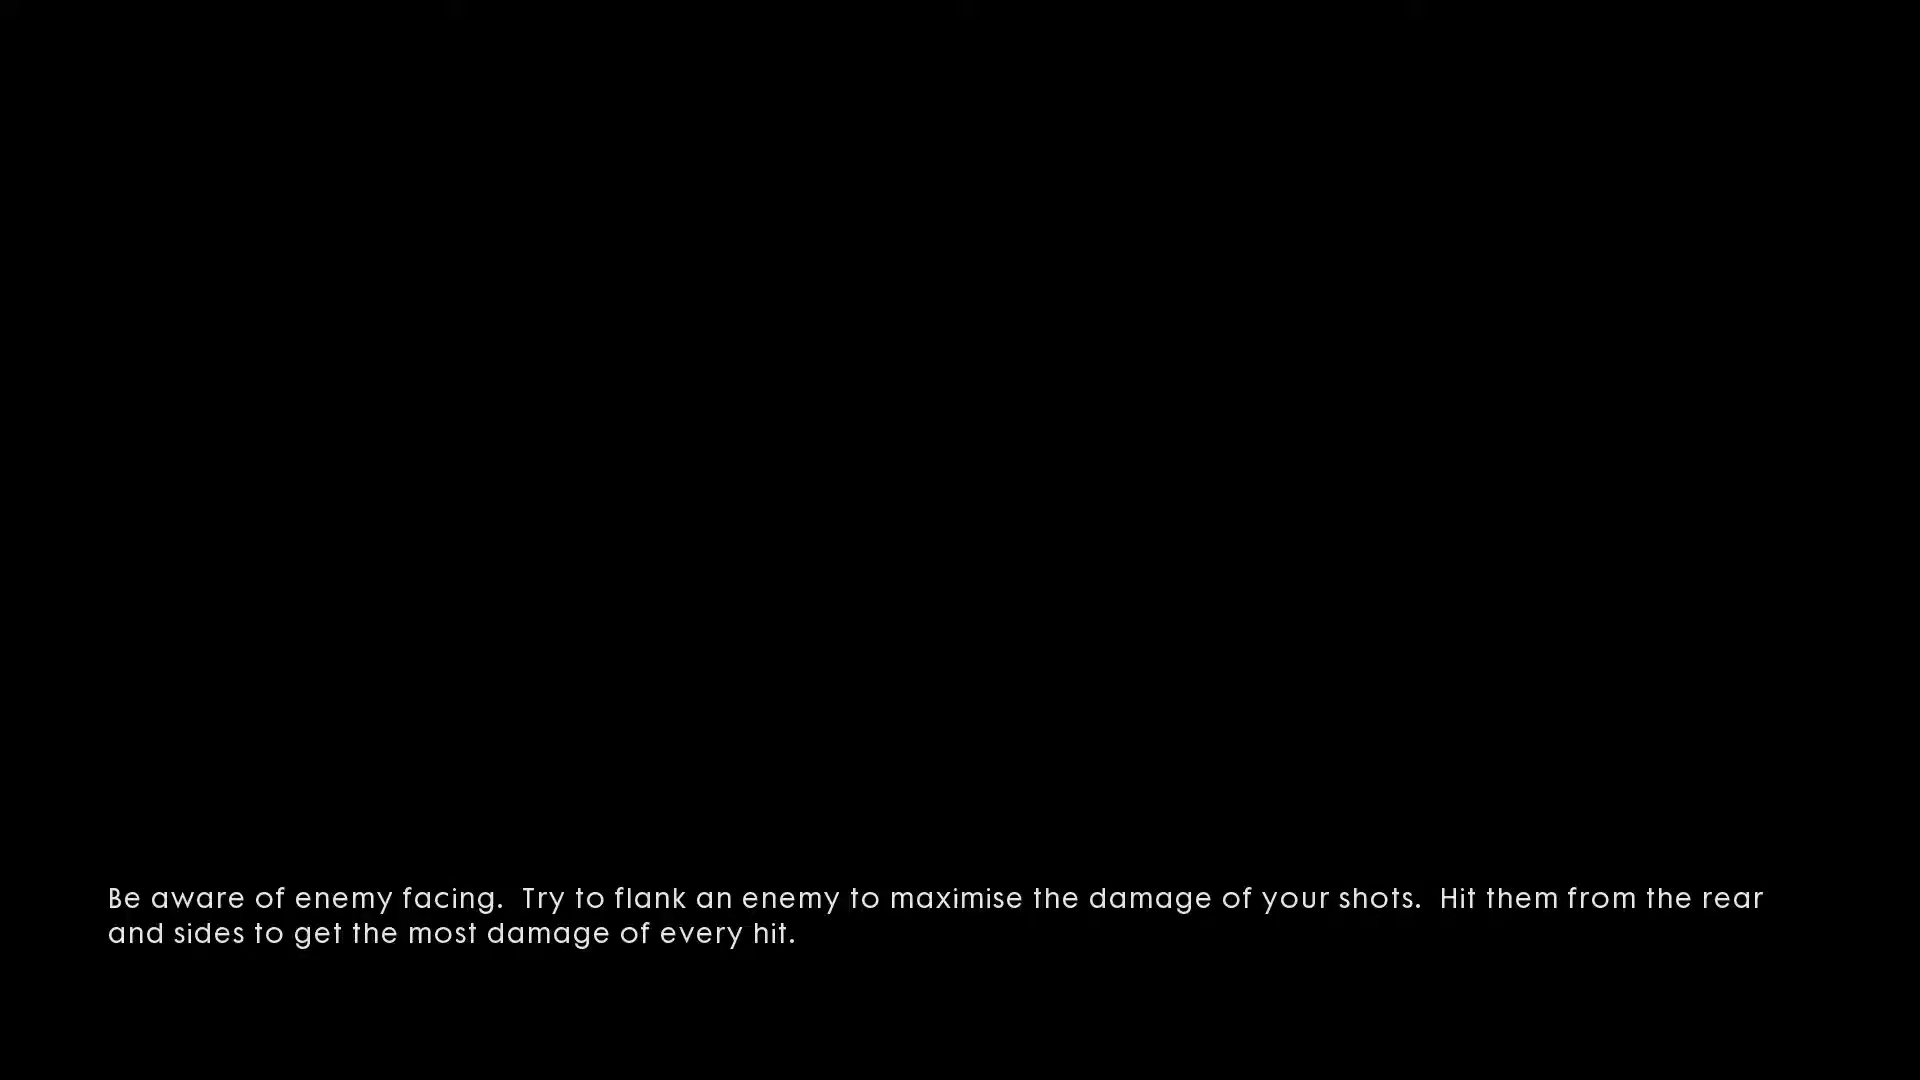 Be aware of enemy facing.  Try to flank an enemy to maximise the damage of your shots.  Hit them from the rear
and sides to get the most damage of every hit.